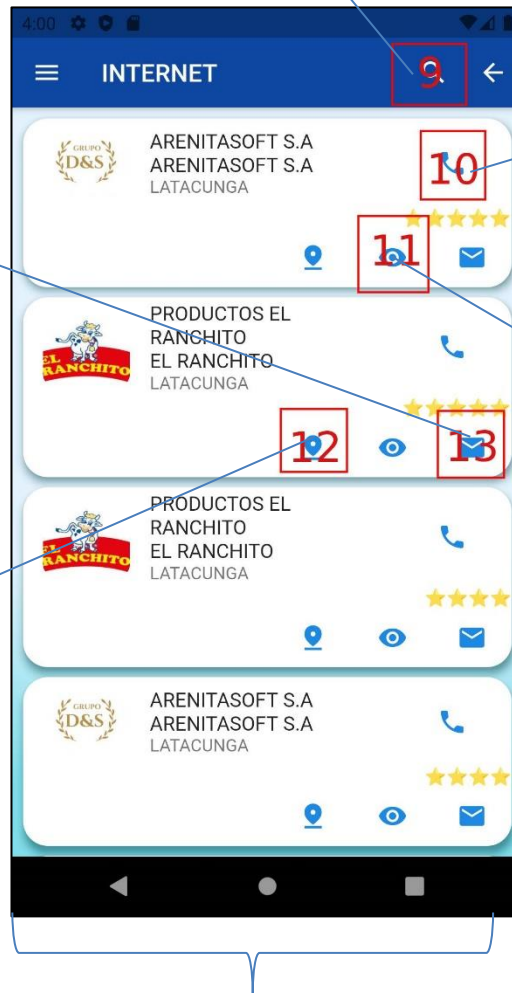 4:00
INTERNET
9
GRUPO
D&S
ARENITASOFT S.A
ARENITASOFT S.A
LATACUNGA
10
11
EL
RANCHITO
PRODUCTOS EL
RANCHITO
EL RANCHITO
LATACUNGA
12
13
EL
RANCHITO
PRODUCTOS EL
RANCHITO
EL RANCHITO
LATACUNGA
GRUPO
D&S
ARENITASOFT S.A
ARENITASOFT S.A
LATACUNGA